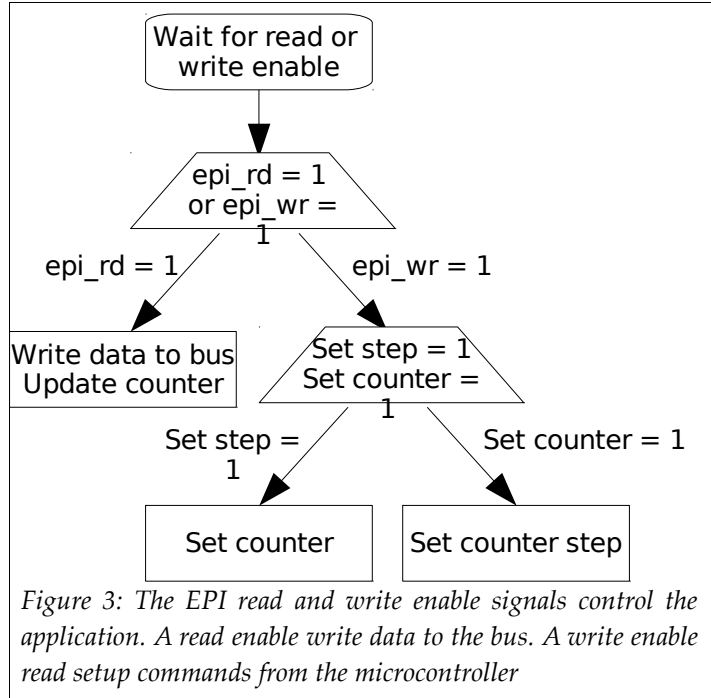 Wait for read or
write enable
epi_rd = 1
or epi_wr =
1
epi_rd = 1
epi_wr = 1
Write data to bus
Update counter
Set step = 1
Set counter =
1
Set step =
1
Set counter = 1
Set counter
Set counter step
Figure 3: The EPI read and write enable signals control the
application. A read enable write data to the bus. A write enable
read setup commands from the microcontroller